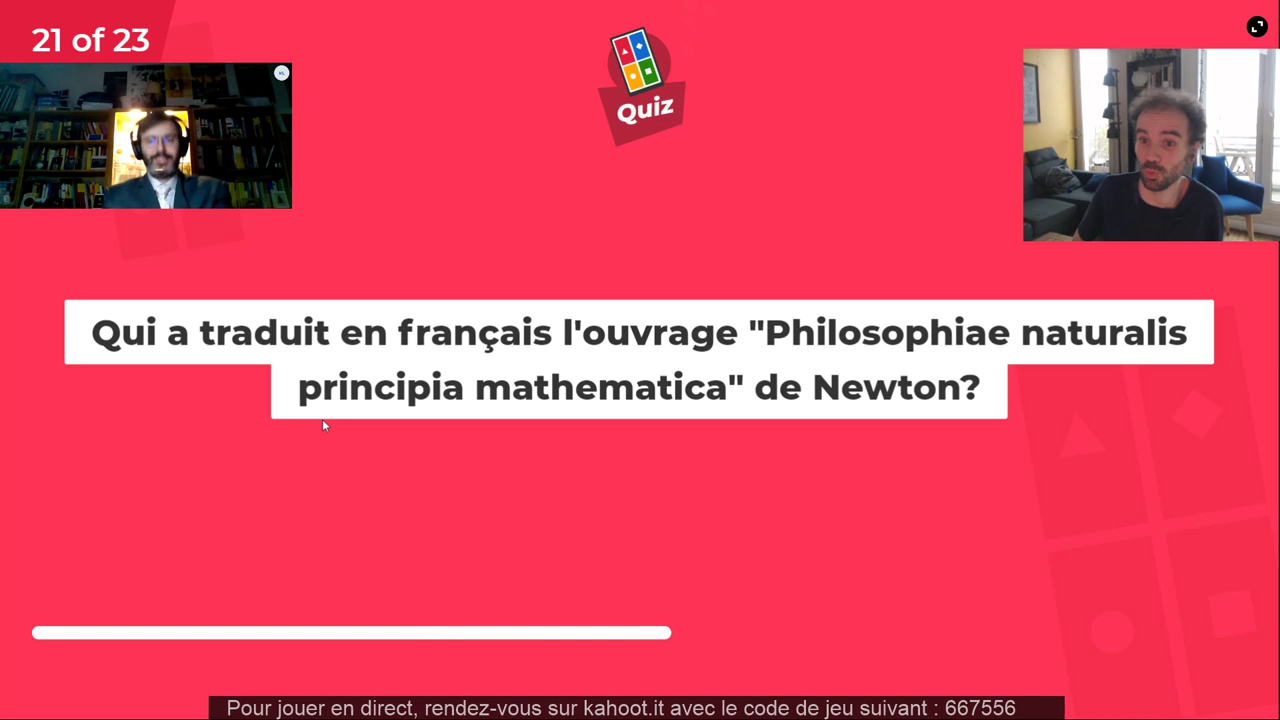 21 of 23
Quiz
Qui a traduit en français l'ouvrage "Philosophiae naturalis
principia mathematica" de Newton?
Pour jouer en direct, rendez-vous sur kahoot.it avec le code de jeu suivant : 667556